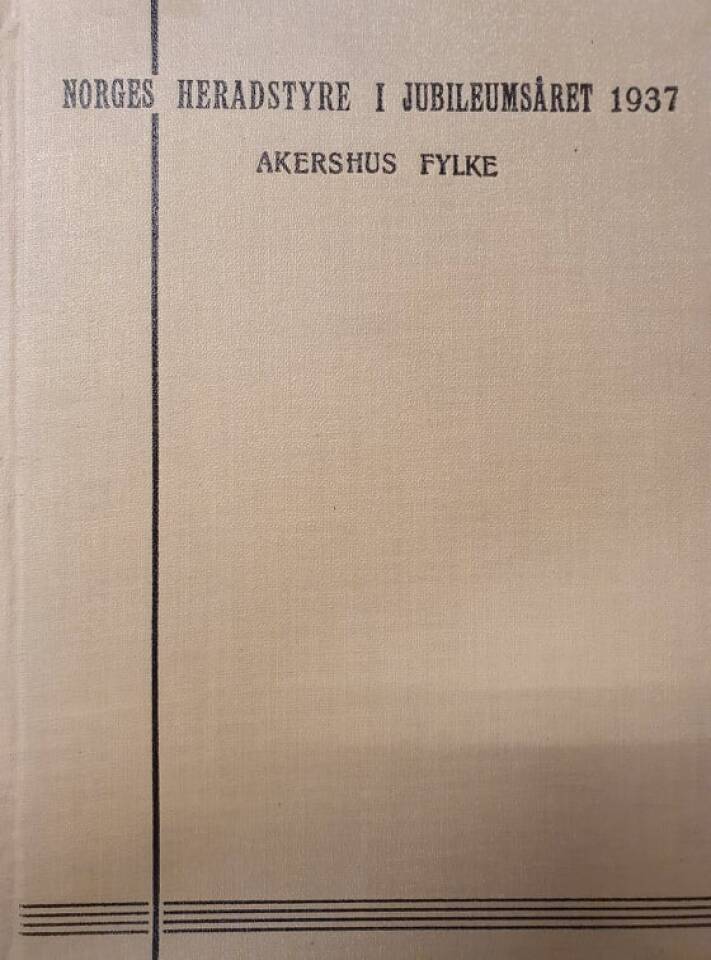 NORGES HERADSTYRE I JUBILEUMSÅRET 1937
AKERSHUS FYLKE